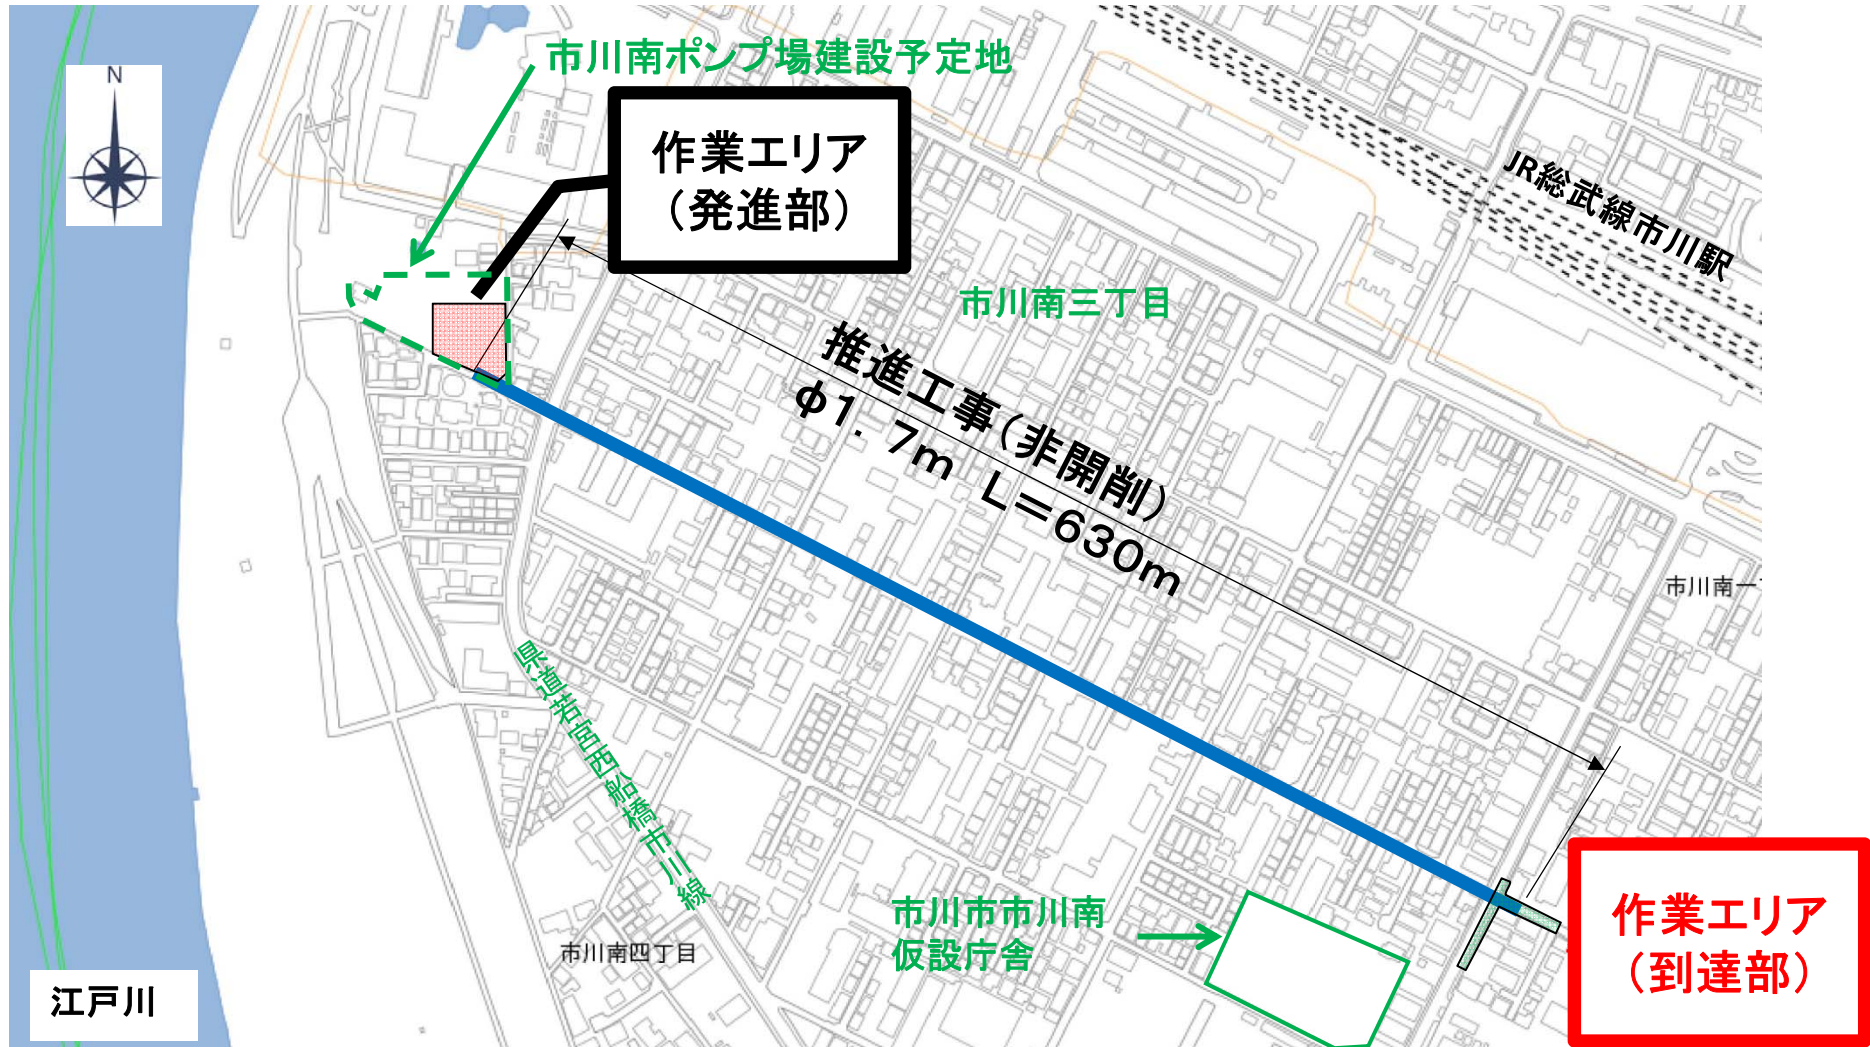 市川南ポンプ場建設予定地
N
作業エリア
（発進部）
JR総武線市川駅
市川南三丁目
推進工事（非開削）
φ1．7m　L＝630m
市川南一
県道若宮西船橋市川線
市川市市川南
仮設庁舎
市川南四丁目
作業エリア
（到達部）
江戸川